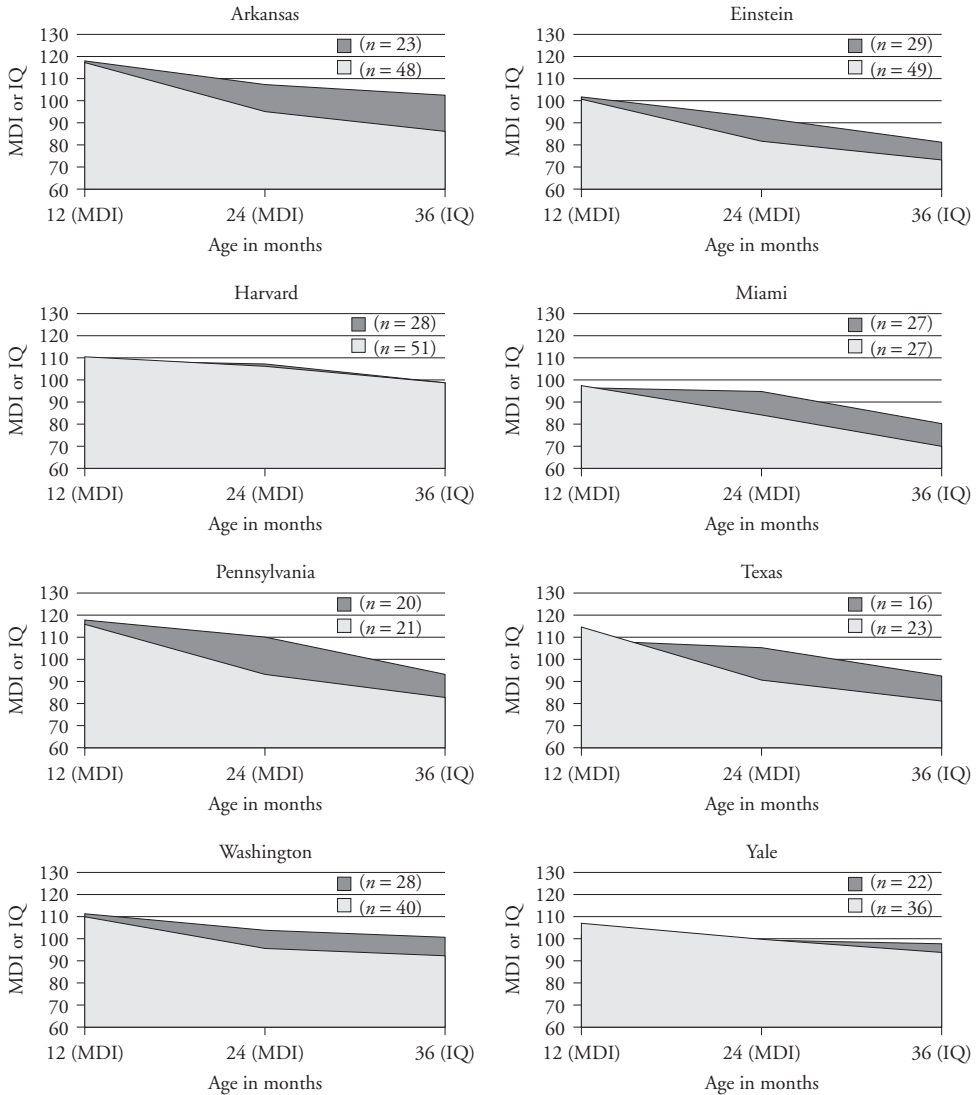 Arkansas
130
120
110
100
90
80
70
60
MDI or IQ
(n = 23)
(n = 48)
12 (MDI) 24 (MDI) 36 (IQ)
Age in months
Einstein
130
120
110
100
90
80
70
60
MDI or IQ
(n = 29)
(n = 49)
12 (MDI) 24 (MDI) 36 (IQ)
Age in months
Harvard
130
120
110
100
90
80
70
60
MDI or IQ
(n = 28)
(n = 51)
12 (MDI) 24 (MDI) 36 (IQ)
Age in months
Miami
130
120
110
100
90
80
70
60
MDI or IQ
(n = 27)
(n = 27)
12 (MDI) 24 (MDI) 36 (IQ)
Age in months
Pennsylvania
130
120
110
100
90
80
70
60
MDI or IQ
(n = 20)
(n = 21)
12 (MDI) 24 (MDI) 36 (IQ)
Age in months
Texas
130
120
110
100
90
80
70
60
MDI or IQ
(n = 16)
(n = 23)
12 (MDI) 24 (MDI) 36 (IQ)
Age in months
Washington
130
120
110
100
90
80
70
60
MDI or IQ
(n = 28)
(n = 40)
12 (MDI) 24 (MDI) 36 (IQ)
Age in months
Yale
130
120
110
100
90
80
70
60
MDI or IQ
(n = 22)
(n = 36)
12 (MDI) 24 (MDI) 36 (IQ)
Age in months